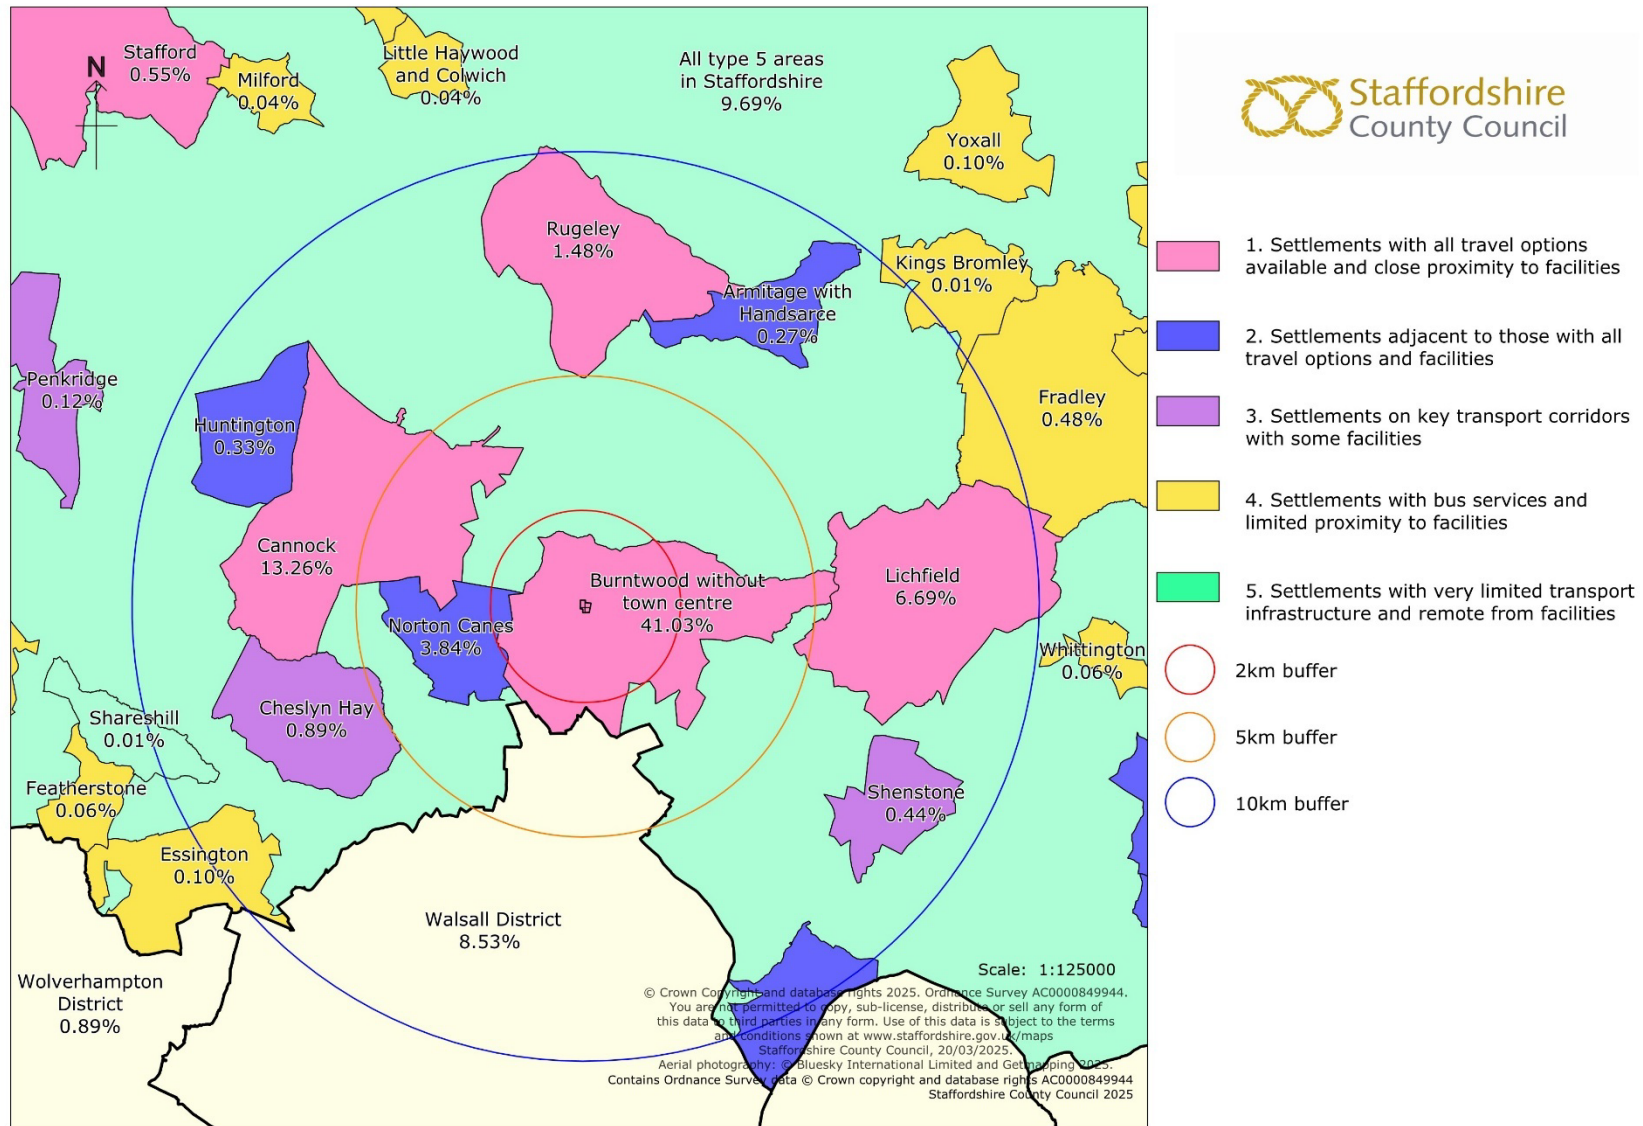 Stafford
0.55%
N
Milford
0.04%
Little Haywood
and Colwich
0.04%
All type 5 areas
in Staffordshire
9.69%
Yoxall
0.10%
Rugeley
1.48%
Kings Bromley
0.01%
Armitage with
Handsarce
0.27%
Penkridge
0.12%
Huntington
0.33%
Fradley
0.48%
Cannock
13.26%
Burntwood without
town centre
41.03%
Lichfield
6.69%
Norton Canes
3.84%
Whittington
0.06%
Cheslyn Hay
0.89%
Shareshill
0.01%
Featherstone
0.06%
Shenstone
0.44%
Essington
0.10%
Walsall District
8.53%
Wolverhampton
District
0.89%
Scale: 1:125000
© Crown Copyright and database rights 2025. Ordnance Survey AC0000849944.
You are not permitted to copy, sub-license, distribute or sell any form of
this data to third parties in any form. Use of this data is subject to the terms
and conditions shown at www.staffordshire.gov.uk/maps
Staffordshire County Council, 20/03/2025.
Aerial photography: © Bluesky International Limited and Getmapping 2025.
Contains Ordnance Survey data © Crown copyright and database rights AC0000849944
Staffordshire County Council 2025
Staffordshire
County Council
1. Settlements with all travel options
available and close proximity to facilities
2. Settlements adjacent to those with all
travel options and facilities
3. Settlements on key transport corridors
with some facilities
4. Settlements with bus services and
limited proximity to facilities
5. Settlements with very limited transport
infrastructure and remote from facilities
2km buffer
5km buffer
10km buffer